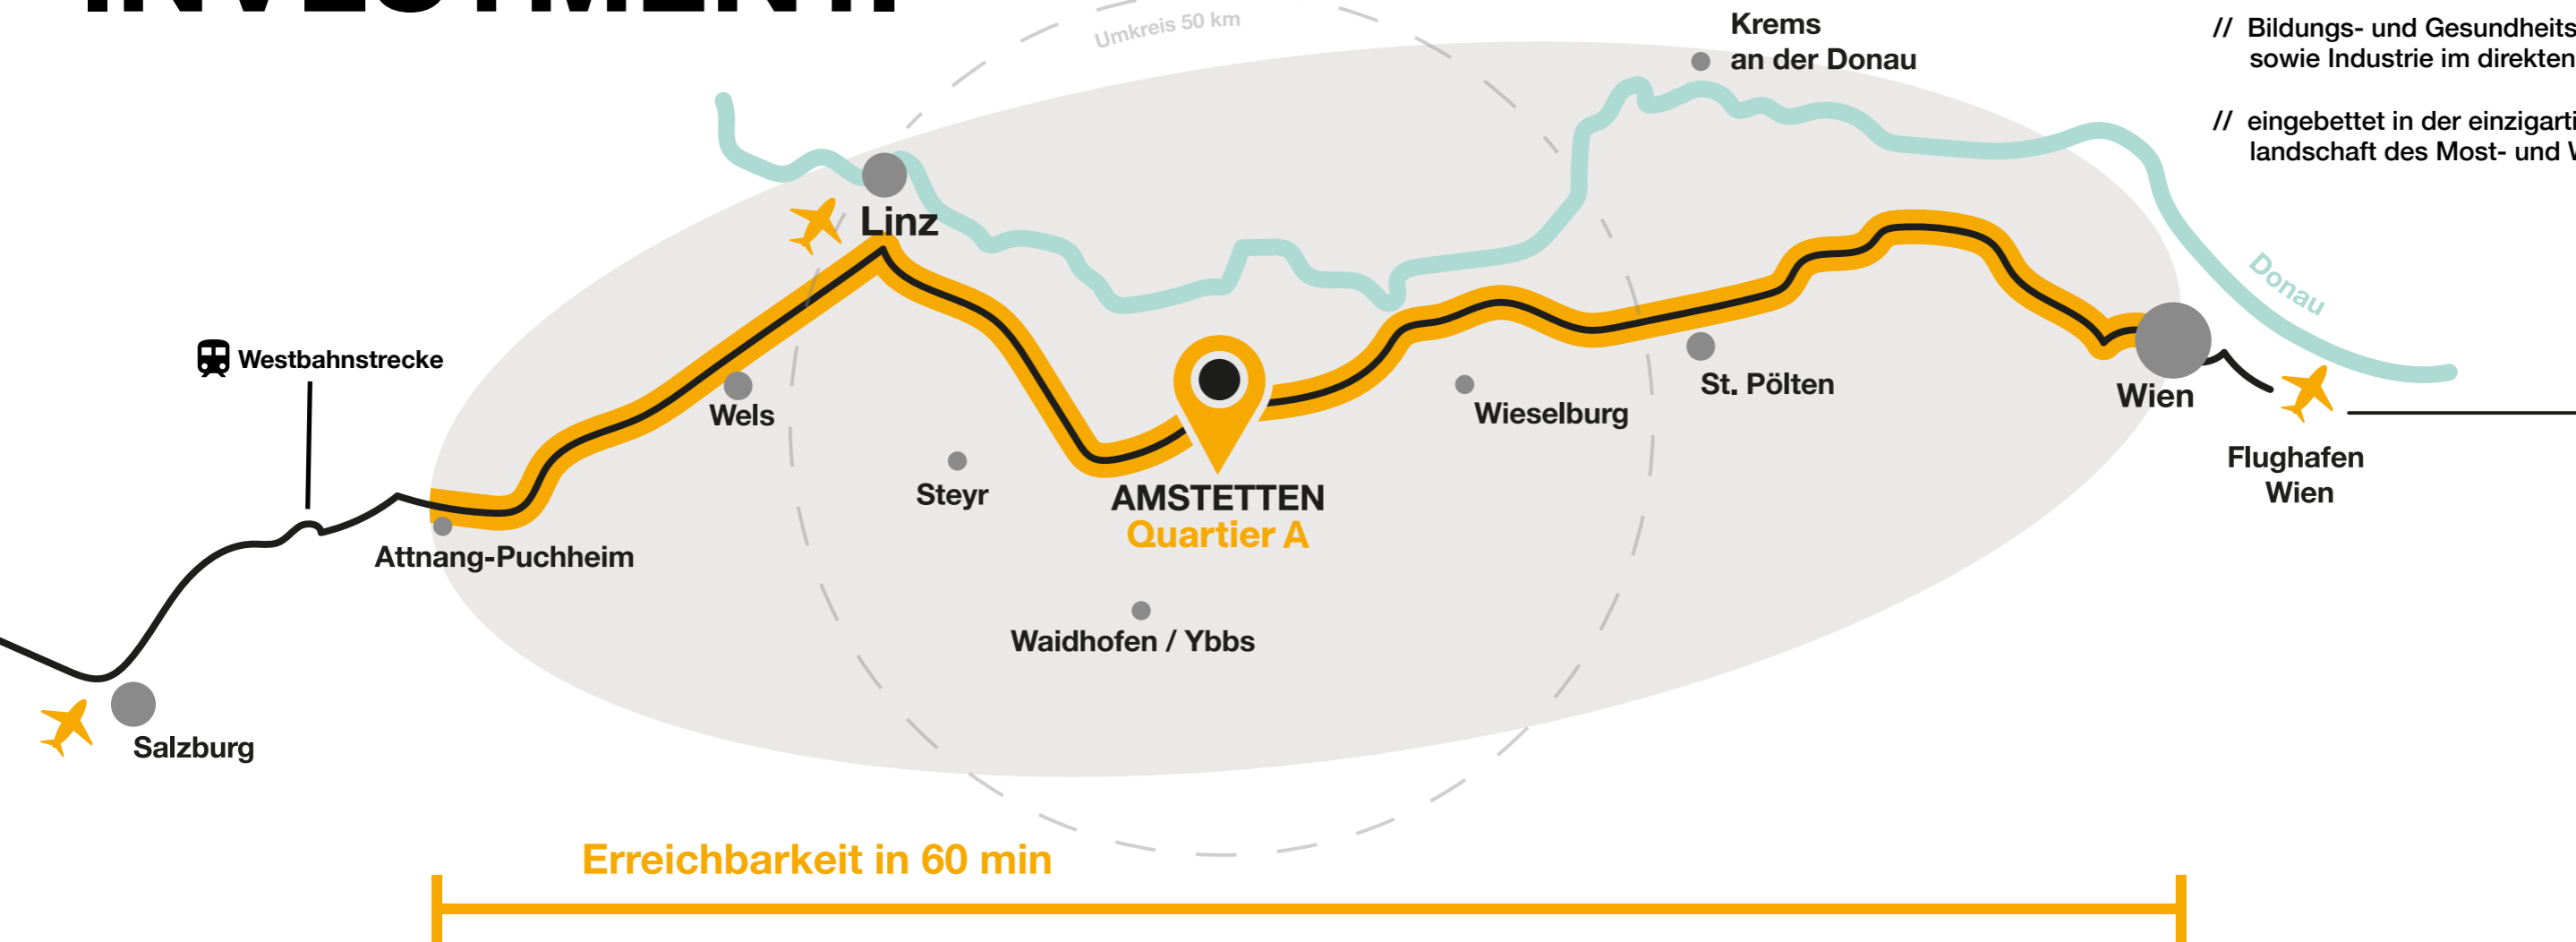 INVESTMENT!
Umkreis 50 km
Krems
an der Donau
// Bildungs- und Gesundheits
sowie Industrie im direkten
// eingebettet in der einzigarti
landschaft des Most- und
Linz
Donau
Westbahnstrecke
Wels
Wieselburg
St. Pölten
Wien
Flughafen
Wien
Steyr
AMSTETTEN
Quartier A
Attnang-Puchheim
Waidhofen / Ybbs
Salzburg
Erreichbarkeit in 60 min